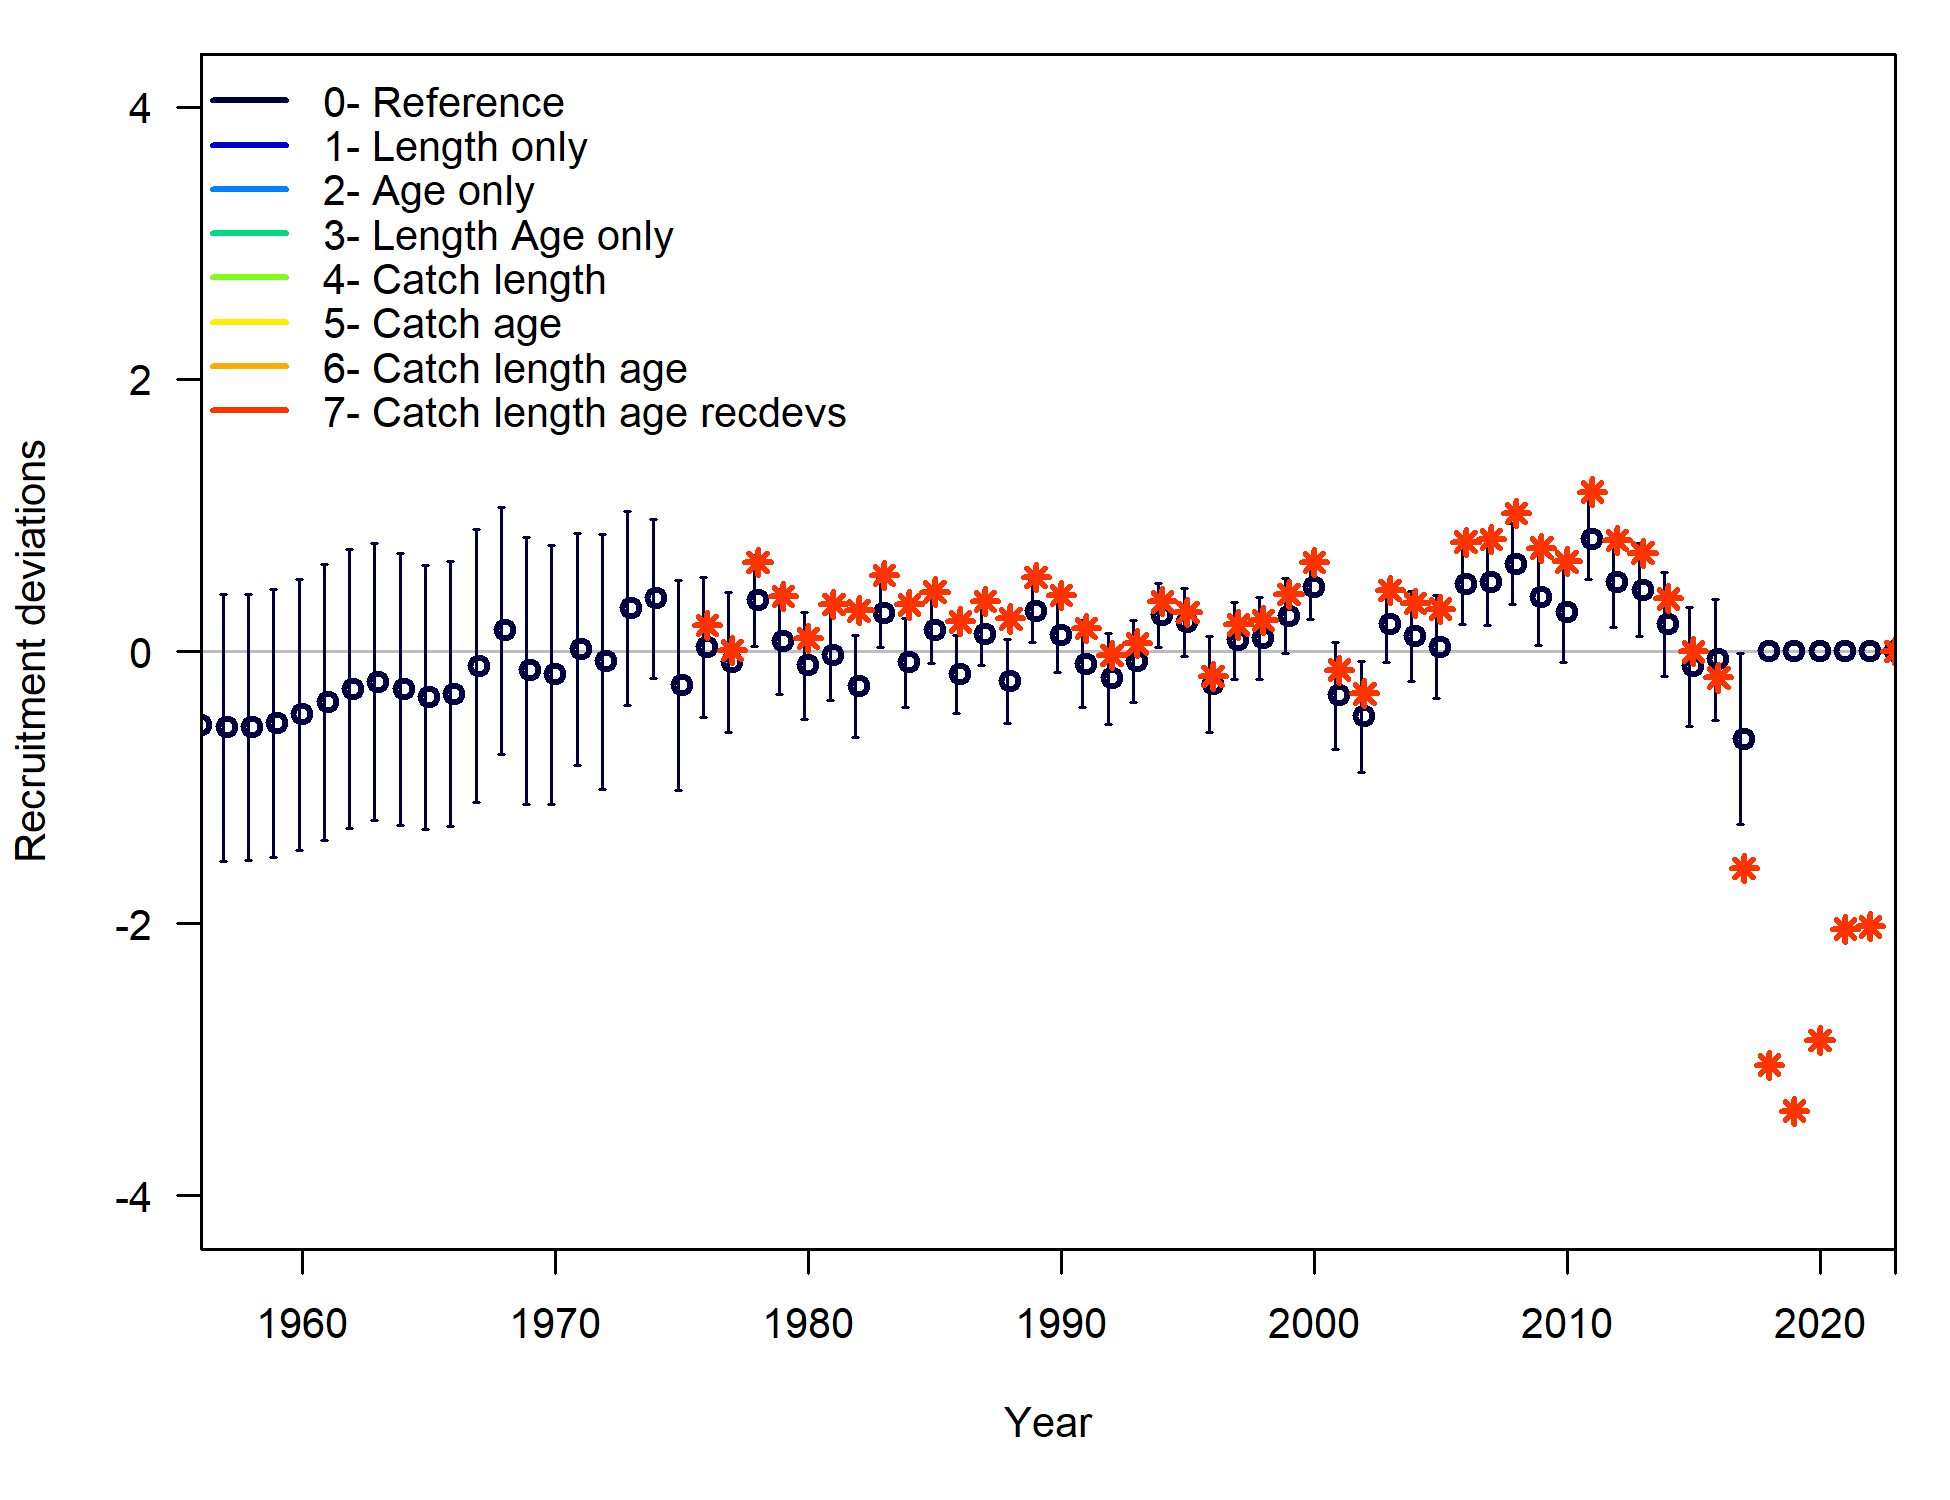 0- Reference
1- Length only
2- Age only
3- Length Age only
4- Catch length
5- Catch age
6- Catch length age
7- Catch length age recdevs
Recruitment deviations
4
2
0
-2
-4
1960 1970 1980 1990 2000 2010 2020
Year